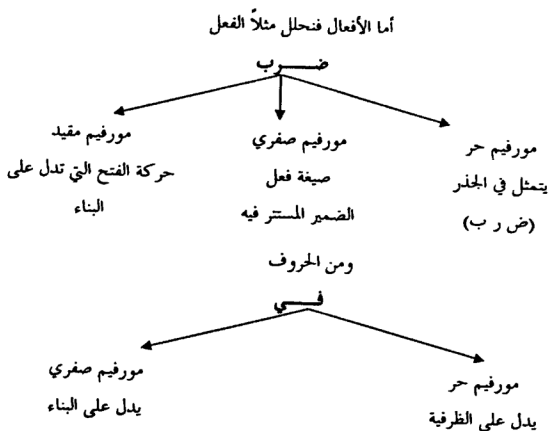 أما الأفعال فنحلل مثلاً الفعل
ضـــرب
مورفيم حر
يتمثل في الجذر
(ض ر ب)
مورفيم صفري
صيغة فعل
الضمير المستتر فيه
مورفيم مقيد
حركة الفتح التي تدل على
البناء
ومن الحروف
فـــي
مورفيم حر
يدل على الظرفية
مورفيم صفري
يدل على البناء